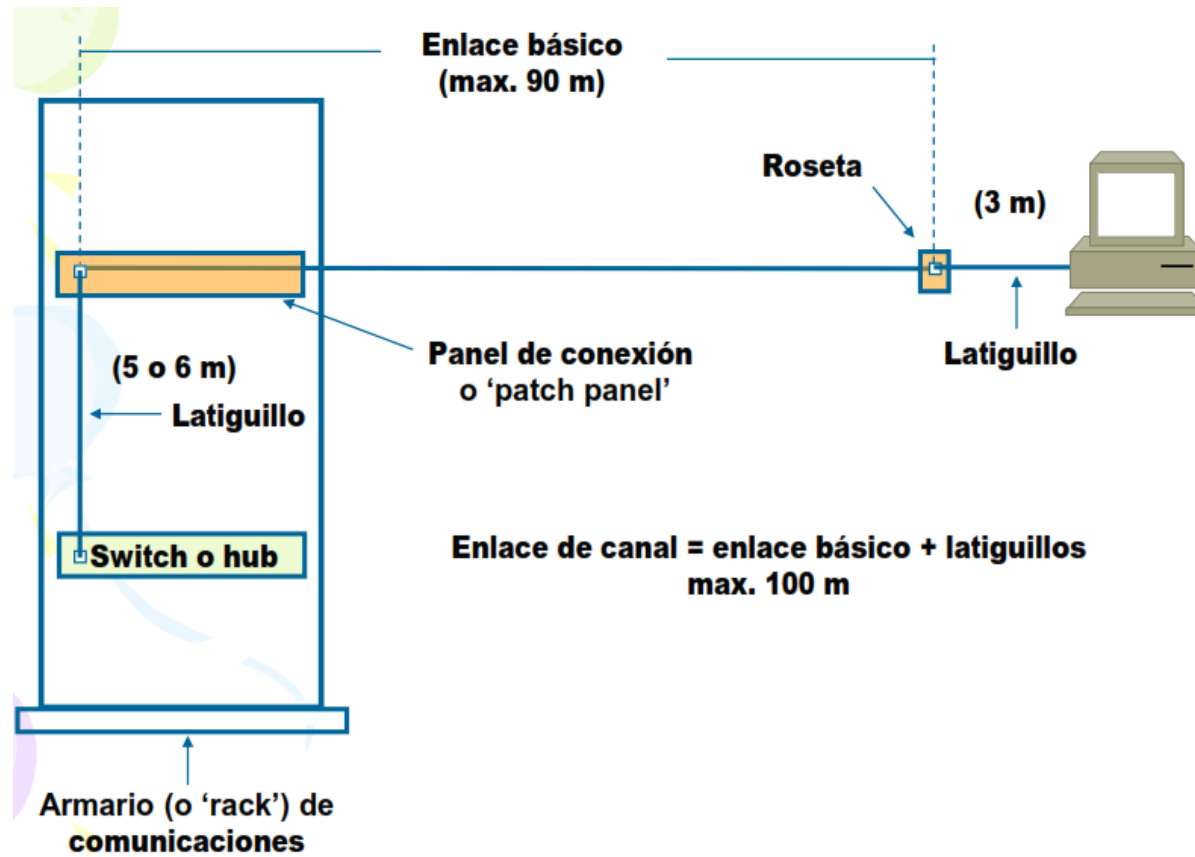 Enlace básico
(max. 90 m)
Roseta
(3 m)
Panel de conexión
o ‘patch panel’
Latiguillo
(5 o 6 m)
Latiguillo
Switch o hub
Enlace de canal = enlace básico + latiguillos
max. 100 m
Armario (o ‘rack’) de
comunicaciones